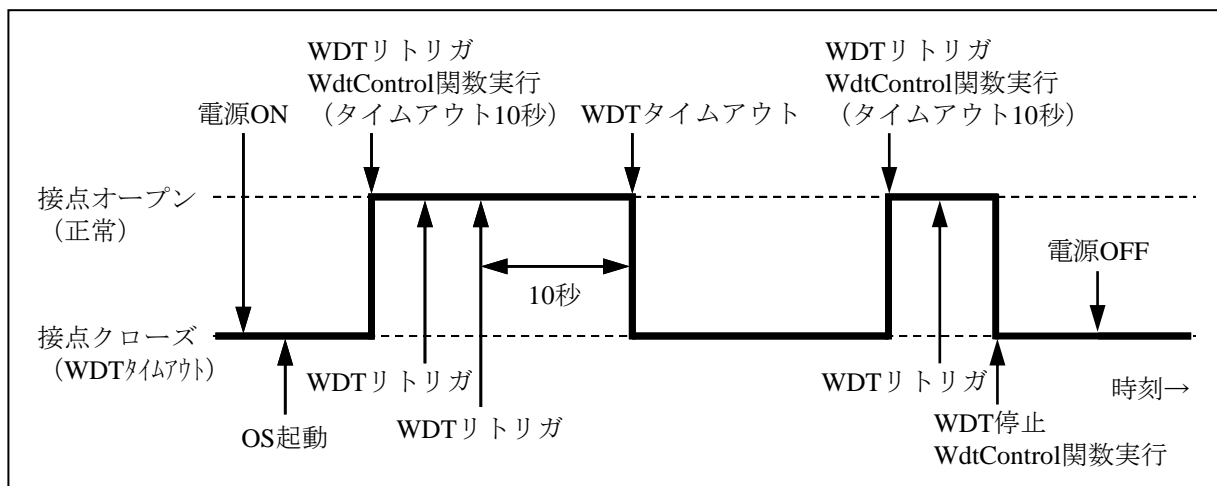 WDTリトリガ
WdtControl関数実行
（タイムアウト10秒）
電源ON
WDTタイムアウト
WDTリトリガ
WdtControl関数実行
（タイムアウト10秒）
接点オープン
（正常）
10秒
電源OFF
接点クローズ
（WDTﾀｲﾑｱｳﾄ）
OS起動
WDTリトリガ
WDTリトリガ
WDTリトリガ
時刻→
WDT停止
WdtControl関数実行